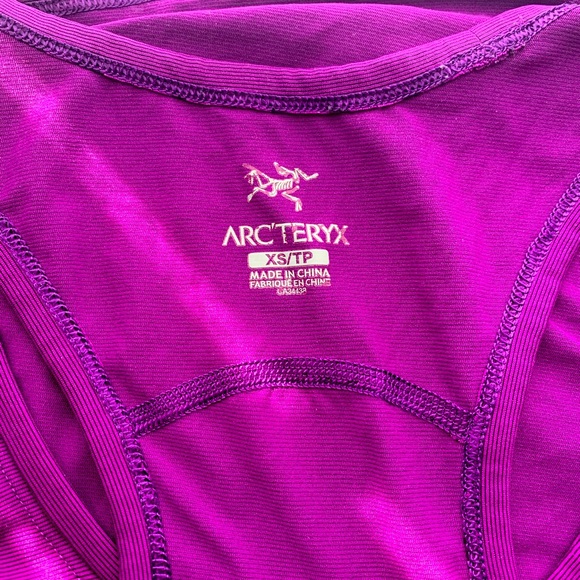 ARC'TERYX
XS/TP
MADE IN CHINA
FABRIQUÉ EN CHINE